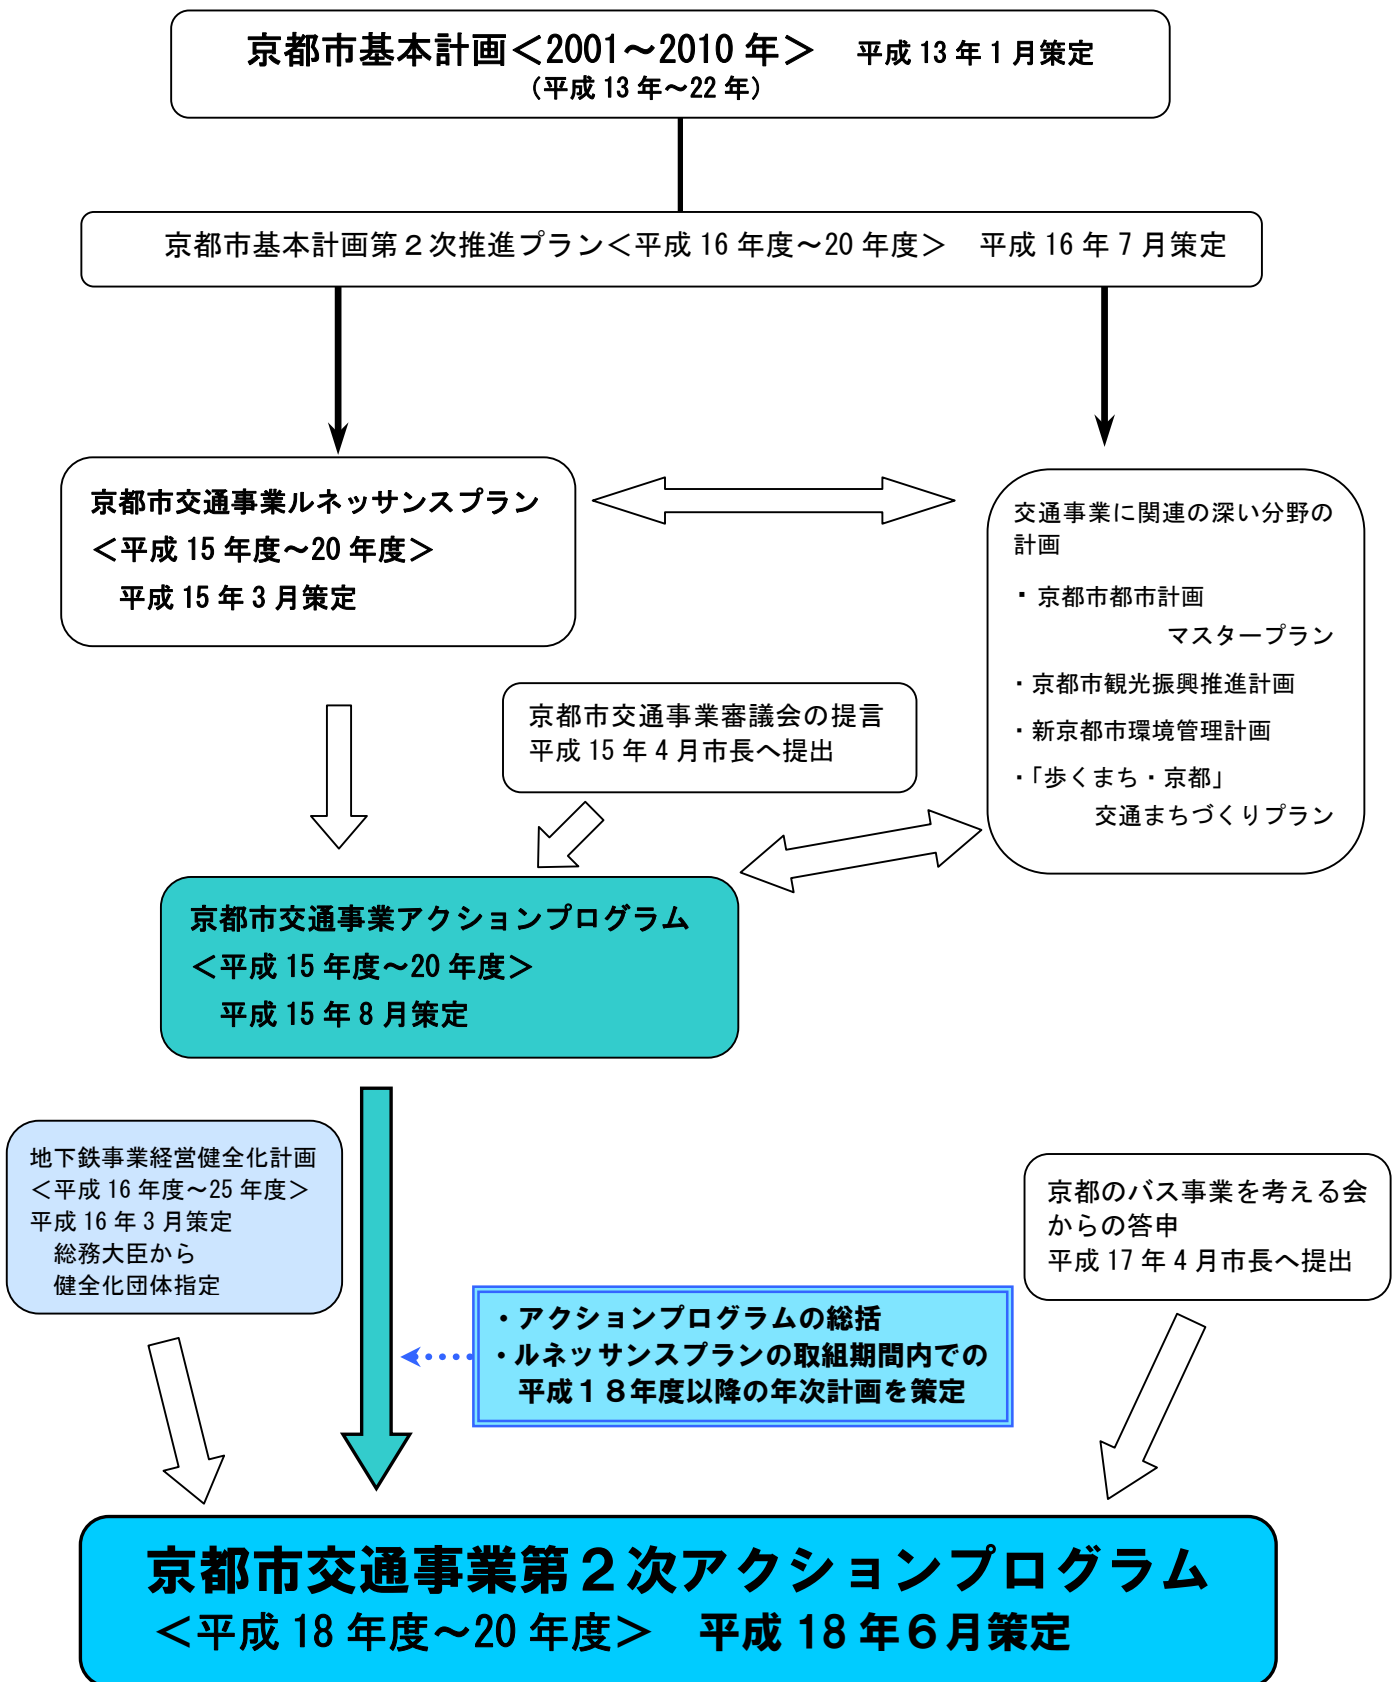 京都市基本計画＜2001～2010年＞　平成13年1月策定
（平成13年～22年）
京都市基本計画第２次推進プラン＜平成16年度～20年度＞　平成16年7月策定
京都市交通事業ルネッサンスプラン
＜平成15年度～20年度＞
平成15年3月策定
交通事業に関連の深い分野の
計画
・京都市都市計画
マスタープラン
・京都市観光振興推進計画
・新京都市環境管理計画
・「歩くまち・京都」
交通まちづくりプラン
京都市交通事業審議会の提言
平成15年4月市長へ提出
京都市交通事業アクションプログラム
＜平成15年度～20年度＞
平成15年8月策定
地下鉄事業経営健全化計画
＜平成16年度～25年度＞
平成16年3月策定
総務大臣から
健全化団体指定
京都のバス事業を考える会
からの答申
平成17年4月市長へ提出
・アクションプログラムの総括
・ルネッサンスプランの取組期間内での
平成１８年度以降の年次計画を策定
京都市交通事業第２次アクションプログラム
＜平成18年度～20年度＞　平成18年６月策定